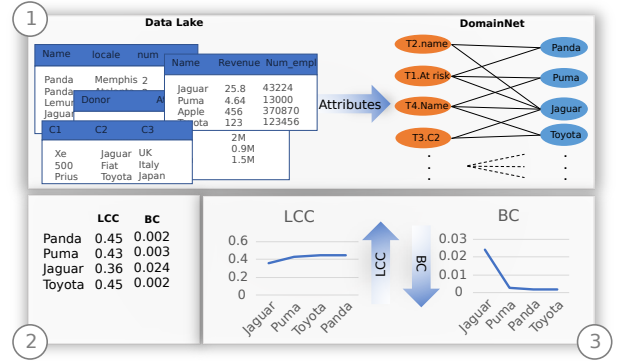 1
Data Lake
DomainNet
Name locale num
Panda Memphis 2
Panda
Lemur
Jaguar
Donor
Name Revenue Num_empl
Jaguar 25.8 43224
Puma 4.64 13000
Apple 456 370870
Toyota 123 123456
2M
0.9M
1.5M
C1 C2 C3
Xe Jaguar UK
500 Fiat Italy
Prius Toyota Japan
Attributes
T2.name
T1.At risk
T4.Name
T3.C2
Panda
Puma
Jaguar
Toyota
LCC BC
Panda 0.45 0.002
Puma 0.43 0.003
Jaguar 0.36 0.024
Toyota 0.45 0.002
2
LCC
0.6
0.4
0.2
0
Jaguar
Puma
Toyota
Panda
LCC
BC
BC
0.03
0.02
0.01
0
Jaguar
Puma
Panda
Toyota
3